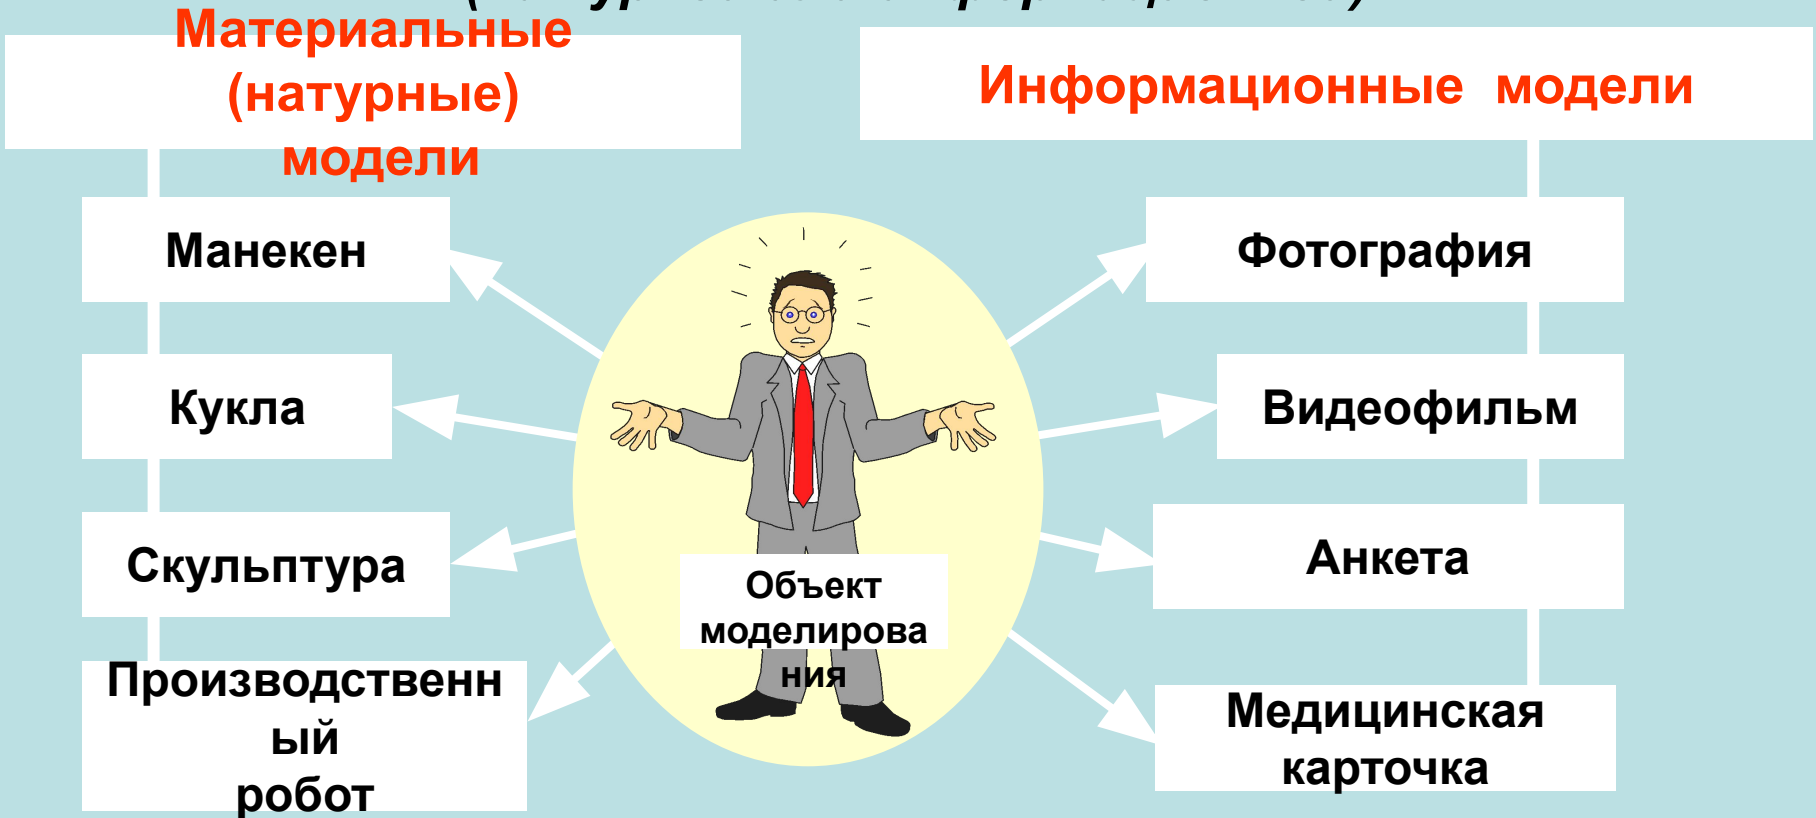 Материальные
(натурные)
модели
Информационные модели
Манекен
Кукла
Скульптура
Производственн
ый
робот
Объект
моделирова
ния
Фотография
Видеофильм
Анкета
Медицинская
карточка